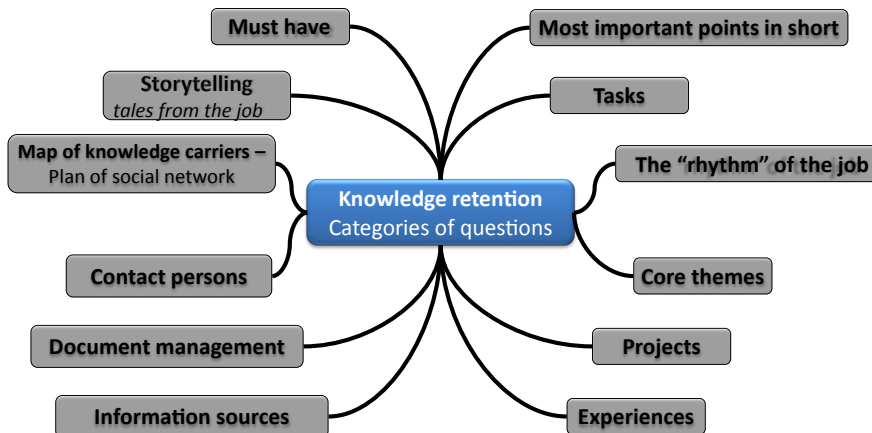 Must have
Most important points in short
Storytelling
tales from the job
Tasks
Map of knowledge carriers –
Plan of social network
The “rhythm” of the job
Knowledge retention
Categories of questions
Contact persons
Core themes
Document management
Projects
Information sources
Experiences